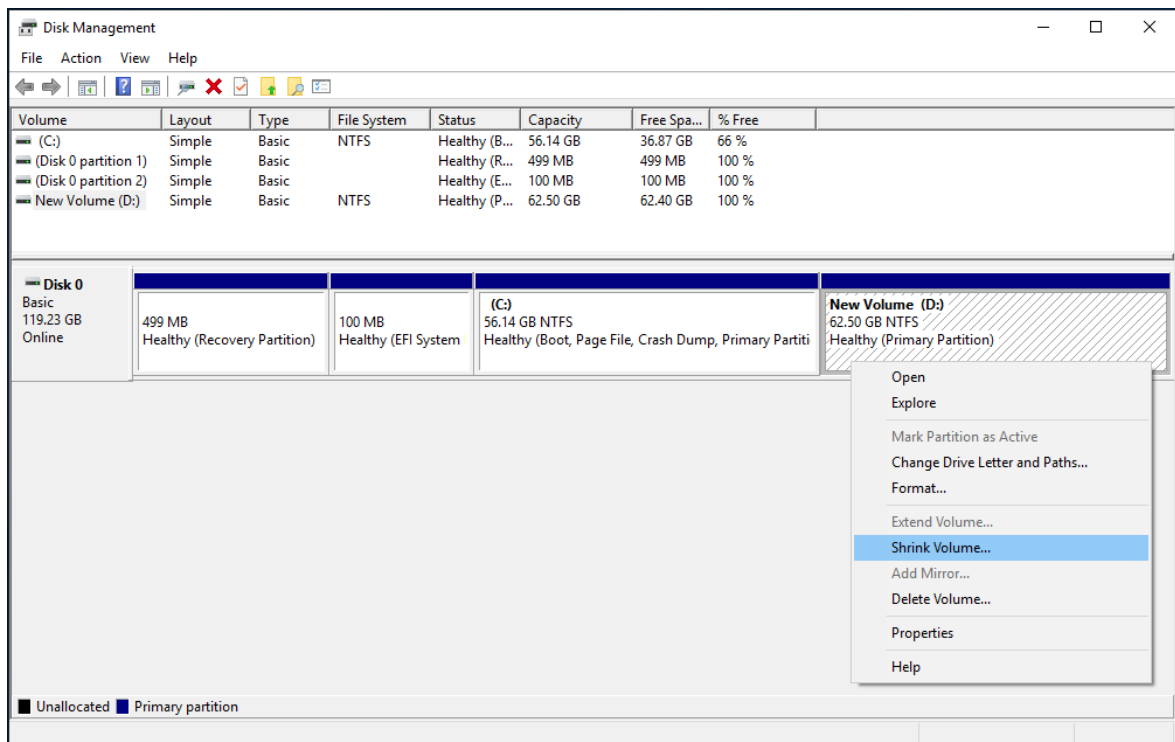 Disk Management
File Action View Help
Volume Layout Type File System Status Capacity Free Spa... % Free
(C:) Simple Basic NTFS Healthy (B... 56.14 GB 36.87 GB 66 %
(Disk 0 partition 1) Simple Basic Healthy (R... 499 MB 499 MB 100 %
(Disk 0 partition 2) Simple Basic Healthy (E... 100 MB 100 MB 100 %
New Volume (D:) Simple Basic NTFS Healthy (P... 62.50 GB 62.40 GB 100 %
Disk 0
Basic
119.23 GB
Online
499 MB
Healthy (Recovery Partition)
100 MB
Healthy (EFI System
(C:)
56.14 GB NTFS
Healthy (Boot, Page File, Crash Dump, Primary Partiti
New Volume (D:)
62.50 GB NTFS
Healthy (Primary Partition)
Open
Explore
Mark Partition as Active
Change Drive Letter and Paths...
Format...
Extend Volume...
Shrink Volume...
Add Mirror...
Delete Volume...
Properties
Help
Unallocated Primary partition